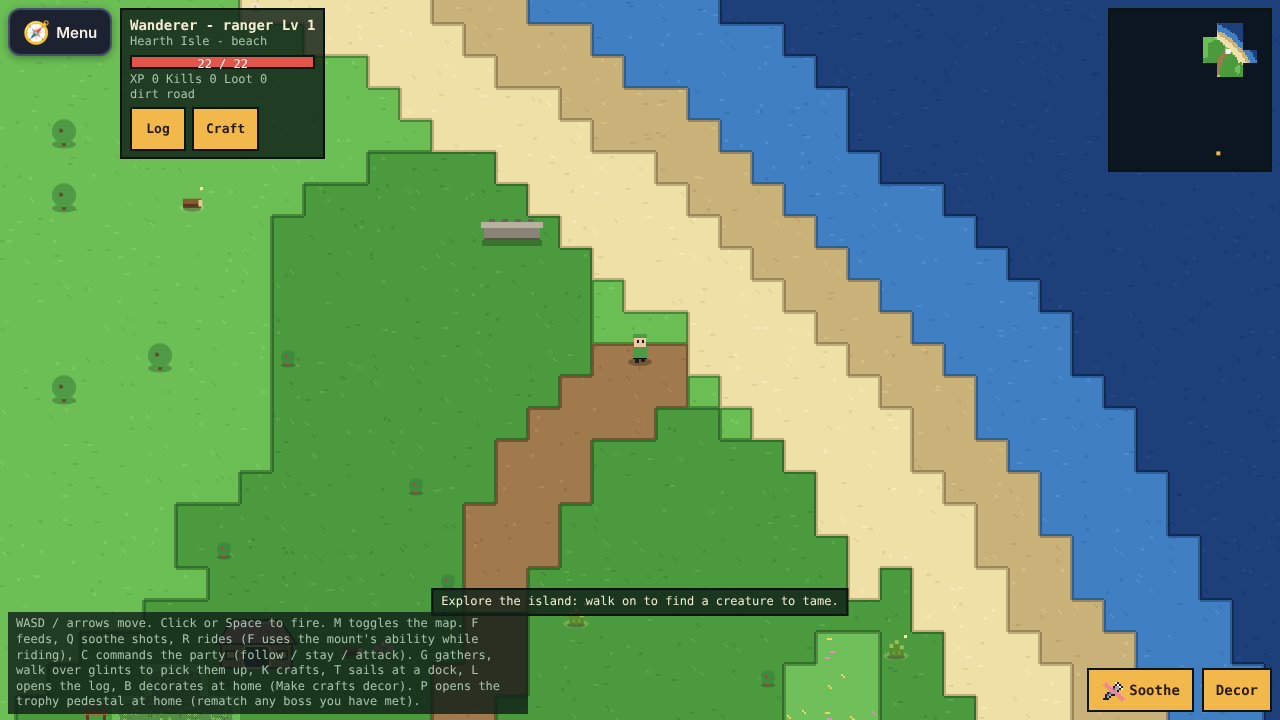 Menu
Wanderer - ranger Lv 1
Hearth Isle - beach
22 / 22
XP 0 Kills 0 Loot 0
dirt road
Log Craft
Explore the island: walk on to find a creature to tame.
WASD / arrows move. Click or Space to fire. M toggles the map. F
feeds, Q soothe shots, R rides (F uses the mount's ability while
riding), C commands the party (follow / stay / attack). G gathers,
walk over glints to pick them up, K crafts, T sails at a dock, L
opens the log, B decorates at home (Make crafts decor). P opens the
trophy pedestal at home (rematch any boss you have met).
Soothe Decor